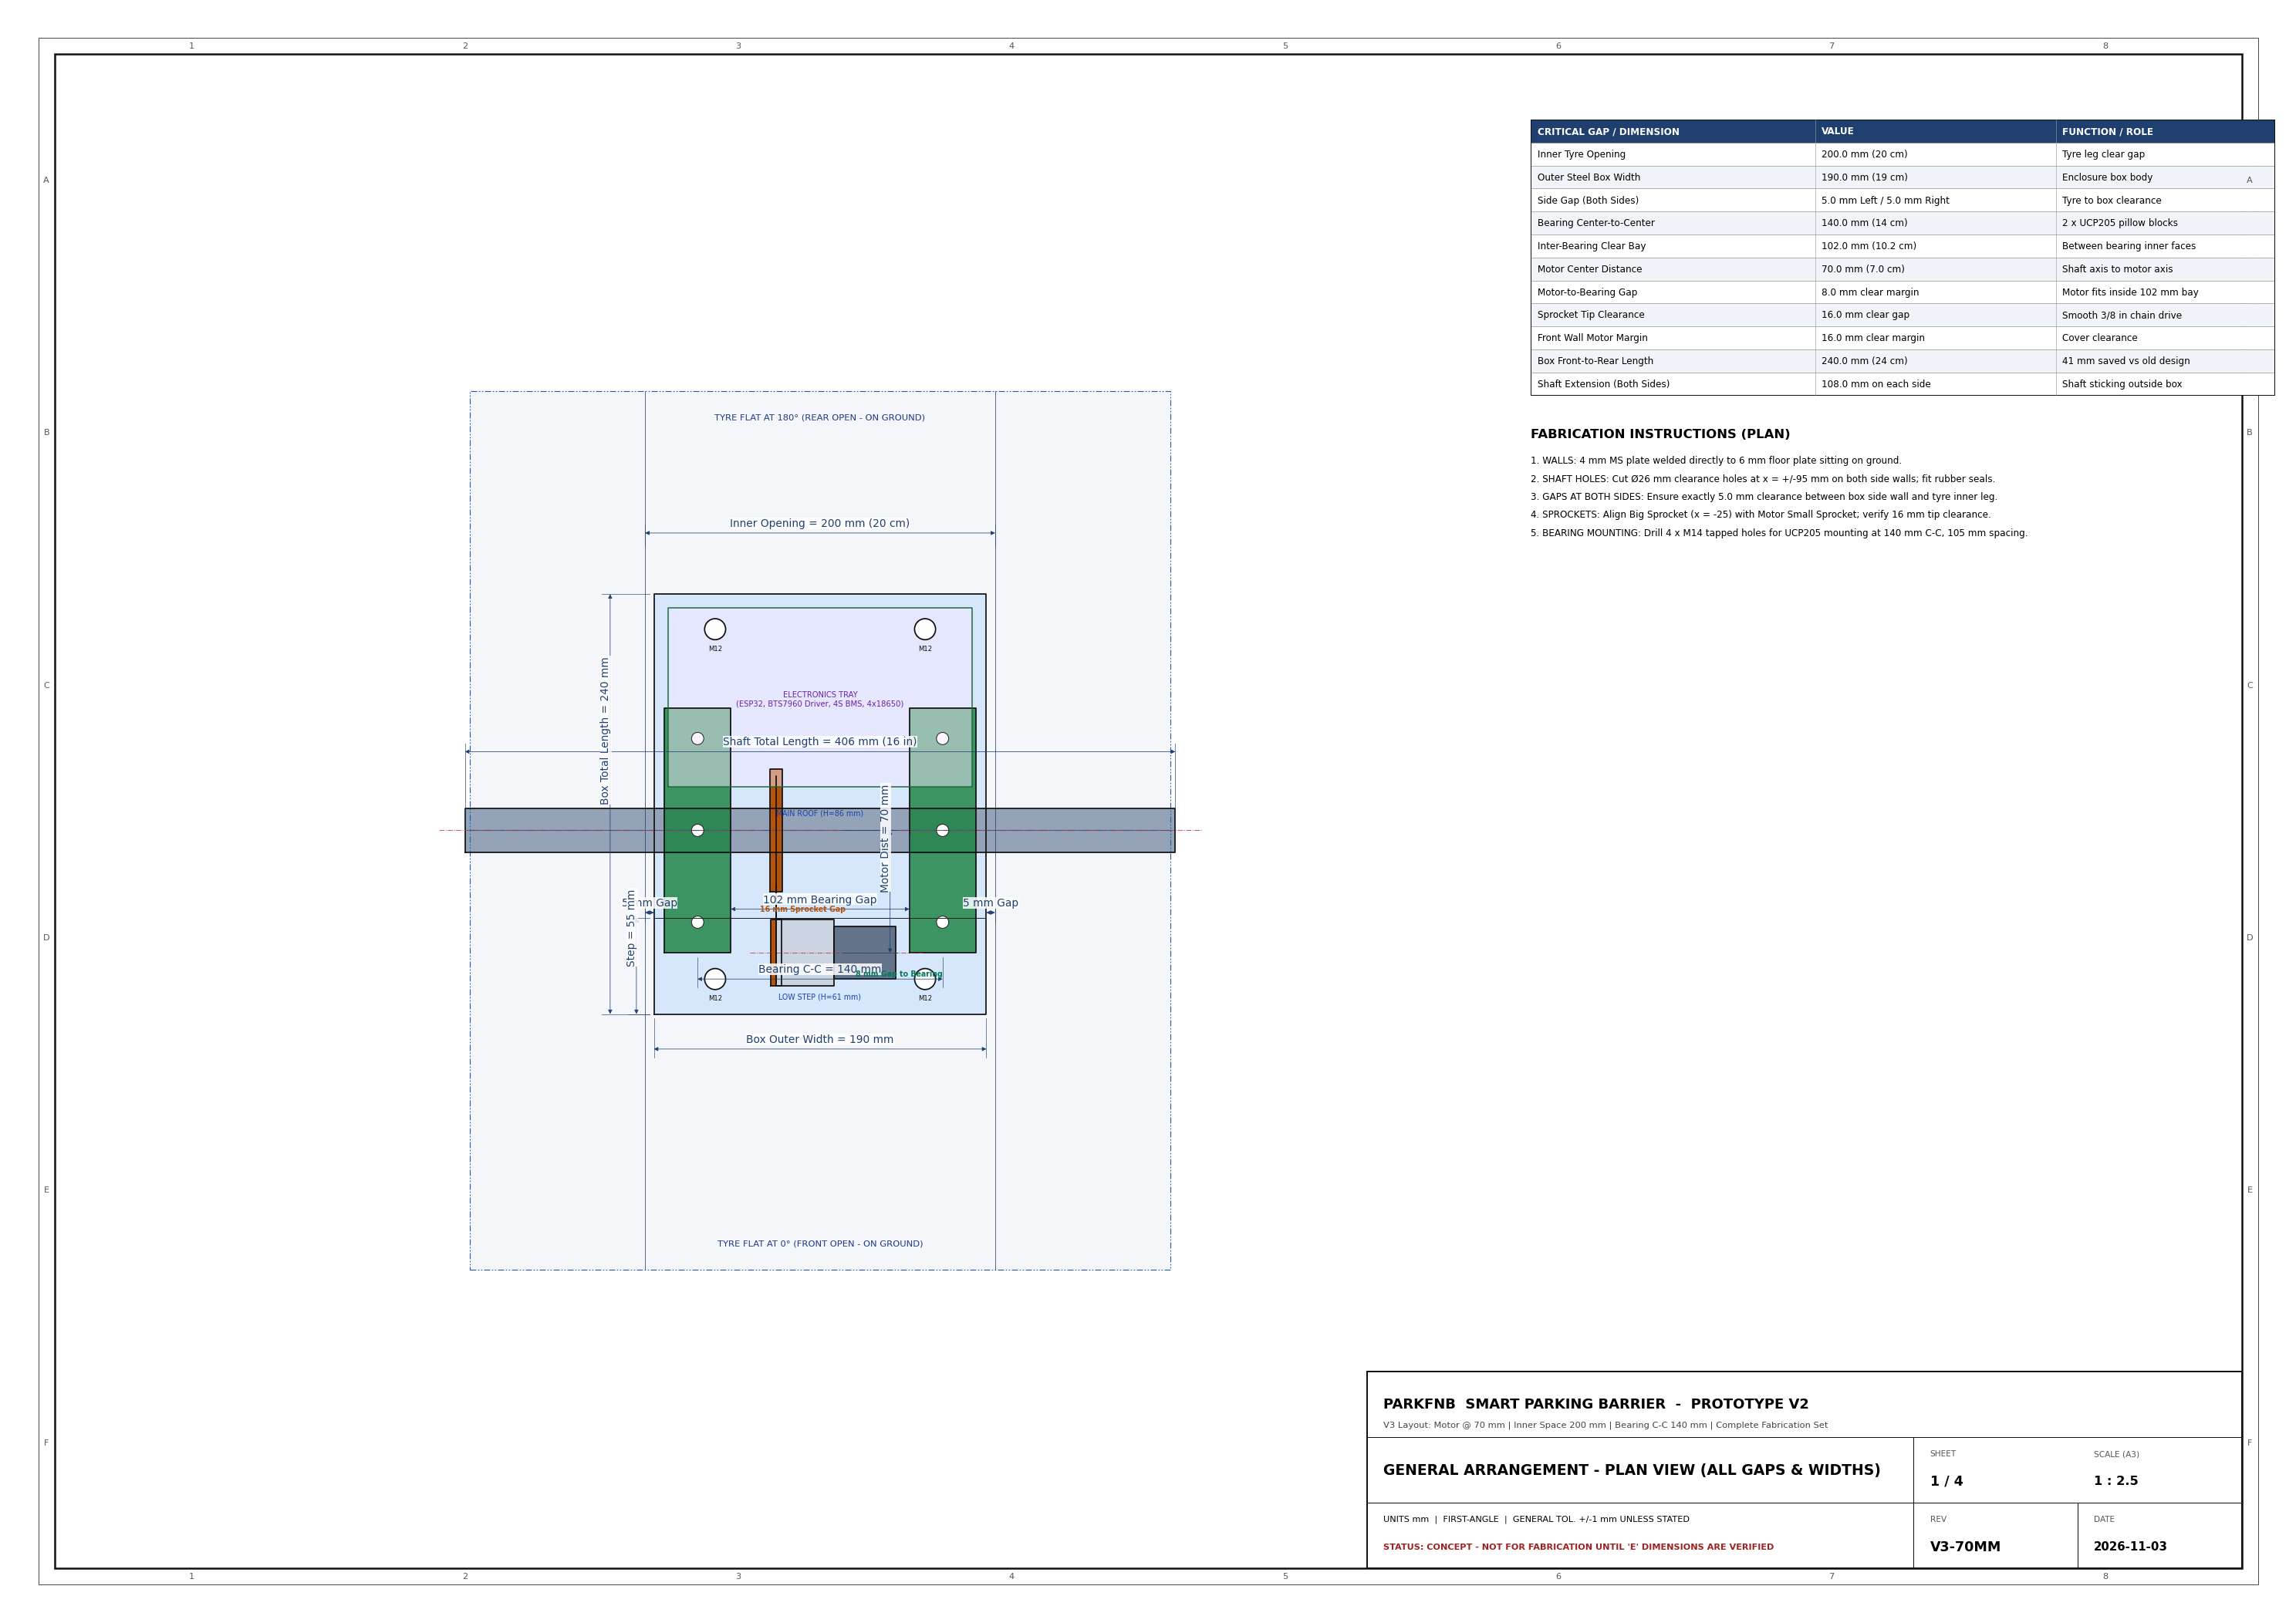 1 2 3 4 5 6 7 8
A
B
C
D
E
F
CRITICAL GAP / DIMENSION VALUE FUNCTION / ROLE
Inner Tyre Opening 200.0 mm (20 cm) Tyre leg clear gap
Outer Steel Box Width 190.0 mm (19 cm) Enclosure box body
A
Side Gap (Both Sides) 5.0 mm Left / 5.0 mm Right Tyre to box clearance
Bearing Center-to-Center 140.0 mm (14 cm) 2 x UCP205 pillow blocks
Inter-Bearing Clear Bay 102.0 mm (10.2 cm) Between bearing inner faces
Motor Center Distance 70.0 mm (7.0 cm) Shaft axis to motor axis
Motor-to-Bearing Gap 8.0 mm clear margin Motor fits inside 102 mm bay
Sprocket Tip Clearance 16.0 mm clear gap Smooth 3/8 in chain drive
Front Wall Motor Margin 16.0 mm clear margin Cover clearance
Box Front-to-Rear Length 240.0 mm (24 cm) 41 mm saved vs old design
Shaft Extension (Both Sides) 108.0 mm on each side Shaft sticking outside box
FABRICATION INSTRUCTIONS (PLAN)
1. WALLS: 4 mm MS plate welded directly to 6 mm floor plate sitting on ground.
2. SHAFT HOLES: Cut Ø26 mm clearance holes at x = +/-95 mm on both side walls; fit rubber seals.
3. GAPS AT BOTH SIDES: Ensure exactly 5.0 mm clearance between box side wall and tyre inner leg.
4. SPROCKETS: Align Big Sprocket (x = -25) with Motor Small Sprocket; verify 16 mm tip clearance.
5. BEARING MOUNTING: Drill 4 x M14 tapped holes for UCP205 mounting at 140 mm C-C, 105 mm spacing.
TYRE FLAT AT 180° (REAR OPEN - ON GROUND)
Inner Opening = 200 mm (20 cm)
M12 M12
ELECTRONICS TRAY
(ESP32, BTS7960 Driver, 4S BMS, 4x18650)
Box Total Length = 240 mm
Shaft Total Length = 406 mm (16 in)
MAIN ROOF (H=86 mm)
Motor Dist = 70 mm
102 mm Bearing Gap
5 mm Gap
5 mm Gap
16 mm Sprocket Gap
Step = 55 mm
Bearing C-C = 140 mm
8 mm Gap to Bearing
M12 M12
LOW STEP (H=61 mm)
Box Outer Width = 190 mm
TYRE FLAT AT 0° (FRONT OPEN - ON GROUND)
B
C
D
E
F
PARKFNB SMART PARKING BARRIER - PROTOTYPE V2
V3 Layout: Motor @ 70 mm | Inner Space 200 mm | Bearing C-C 140 mm | Complete Fabrication Set
GENERAL ARRANGEMENT - PLAN VIEW (ALL GAPS & WIDTHS)
SHEET
1 / 4
SCALE (A3)
1 : 2.5
UNITS mm | FIRST-ANGLE | GENERAL TOL. +/-1 mm UNLESS STATED
STATUS: CONCEPT - NOT FOR FABRICATION UNTIL 'E' DIMENSIONS ARE VERIFIED
REV
V3-70MM
DATE
2026-11-03
1 2 3 4 5 6 7 8